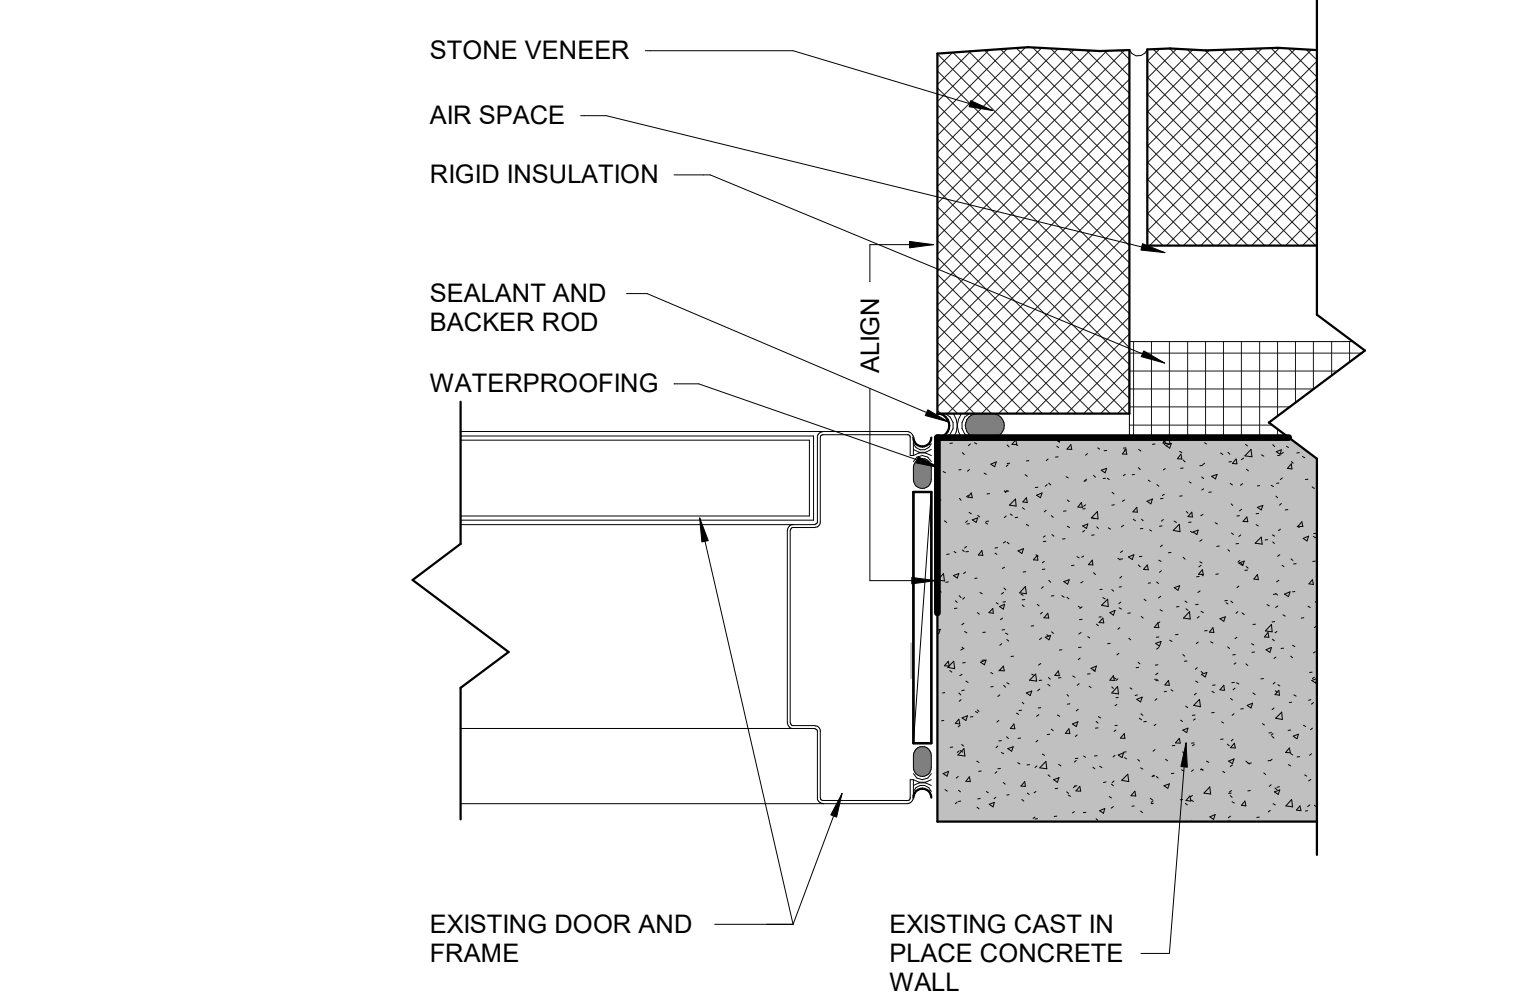 STONE VENEER
AIR SPACE
RIGID INSULATION
SEALANT AND
BACKER ROD
ALIGN
WATERPROOFING
EXISTING DOOR AND
FRAME
EXISTING CAST IN
PLACE CONCRETE
WALL